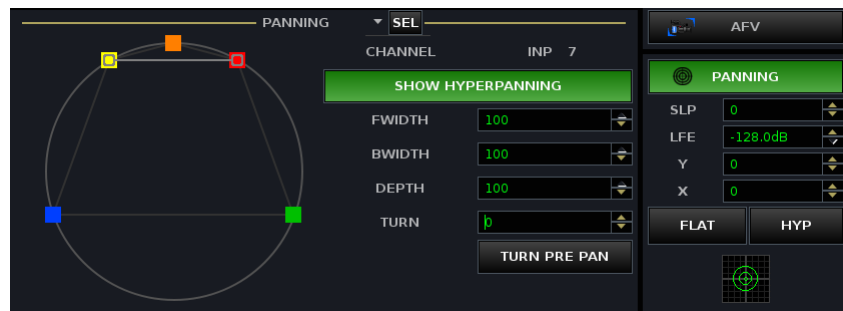 PANNING SEL
CHANNEL INP 7
SHOW HYPERPANNING
FWIDTH 100
BWIDTH 100
DEPTH 100
TURN 0
TURN PRE PAN
AFV
PANNING
SLP 0
LFE -128.0dB
Y 0
X 0
FLAT HYP